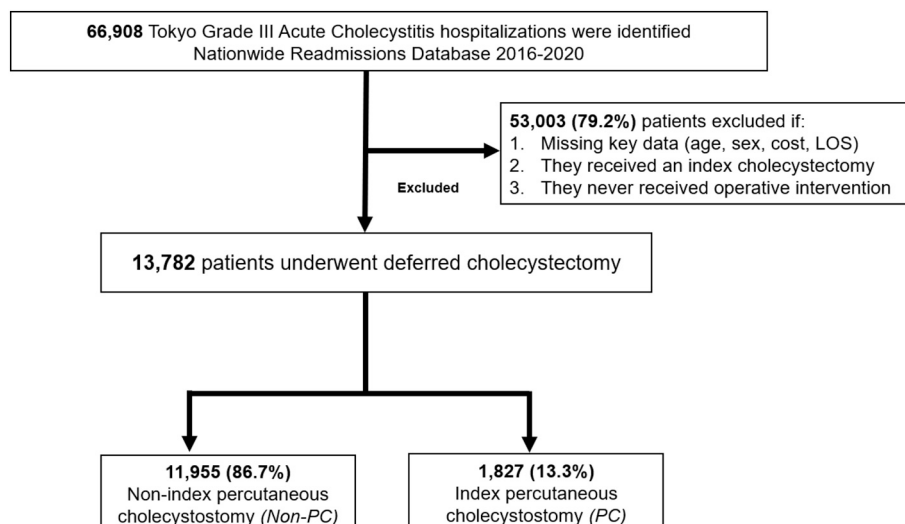 66,908 Tokyo Grade III Acute Cholecystitis hospitalizations were identified
Nationwide Readmissions Database 2016-2020
53,003 (79.2%) patients excluded if:
1. Missing key data (age, sex, cost, LOS)
2. They received an index cholecystectomy
3. They never received operative intervention
Excluded
13,782 patients underwent deferred cholecystectomy
11,955 (86.7%)
Non-index percutaneous
cholecystostomy (Non-PC)
1,827 (13.3%)
Index percutaneous
cholecystostomy (PC)